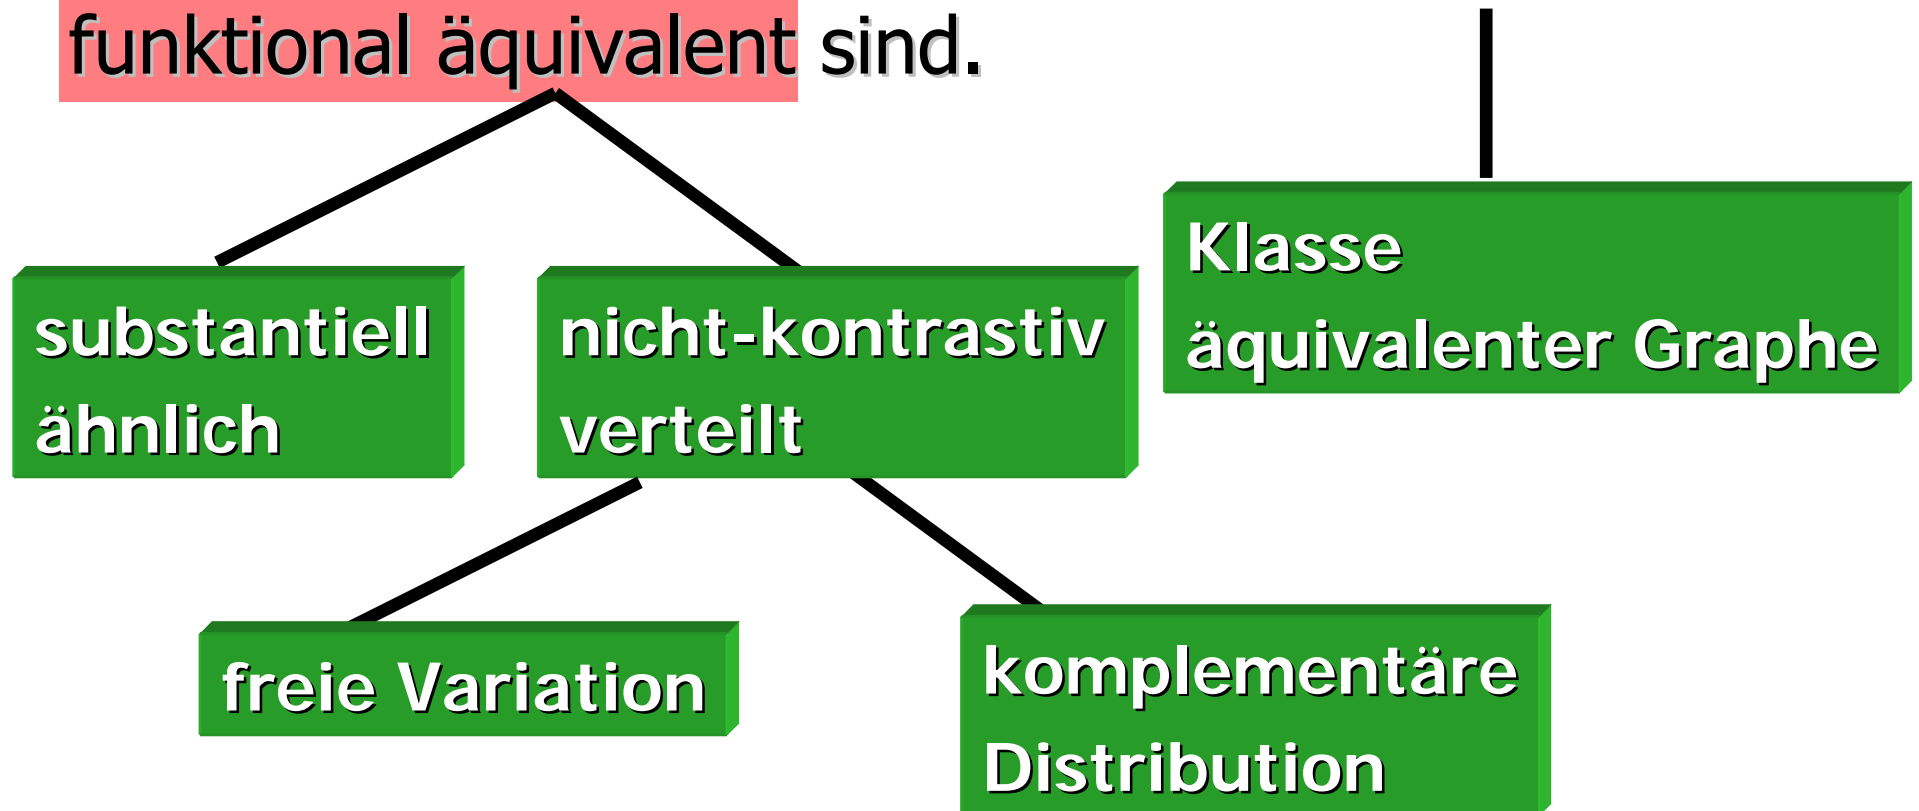 funktional äquivalent sind.
Klasse
äquivalenter Graphe
substantiell
ähnlich
nicht-kontrastiv
verteilt
freie Variation
komplementäre
Distribution